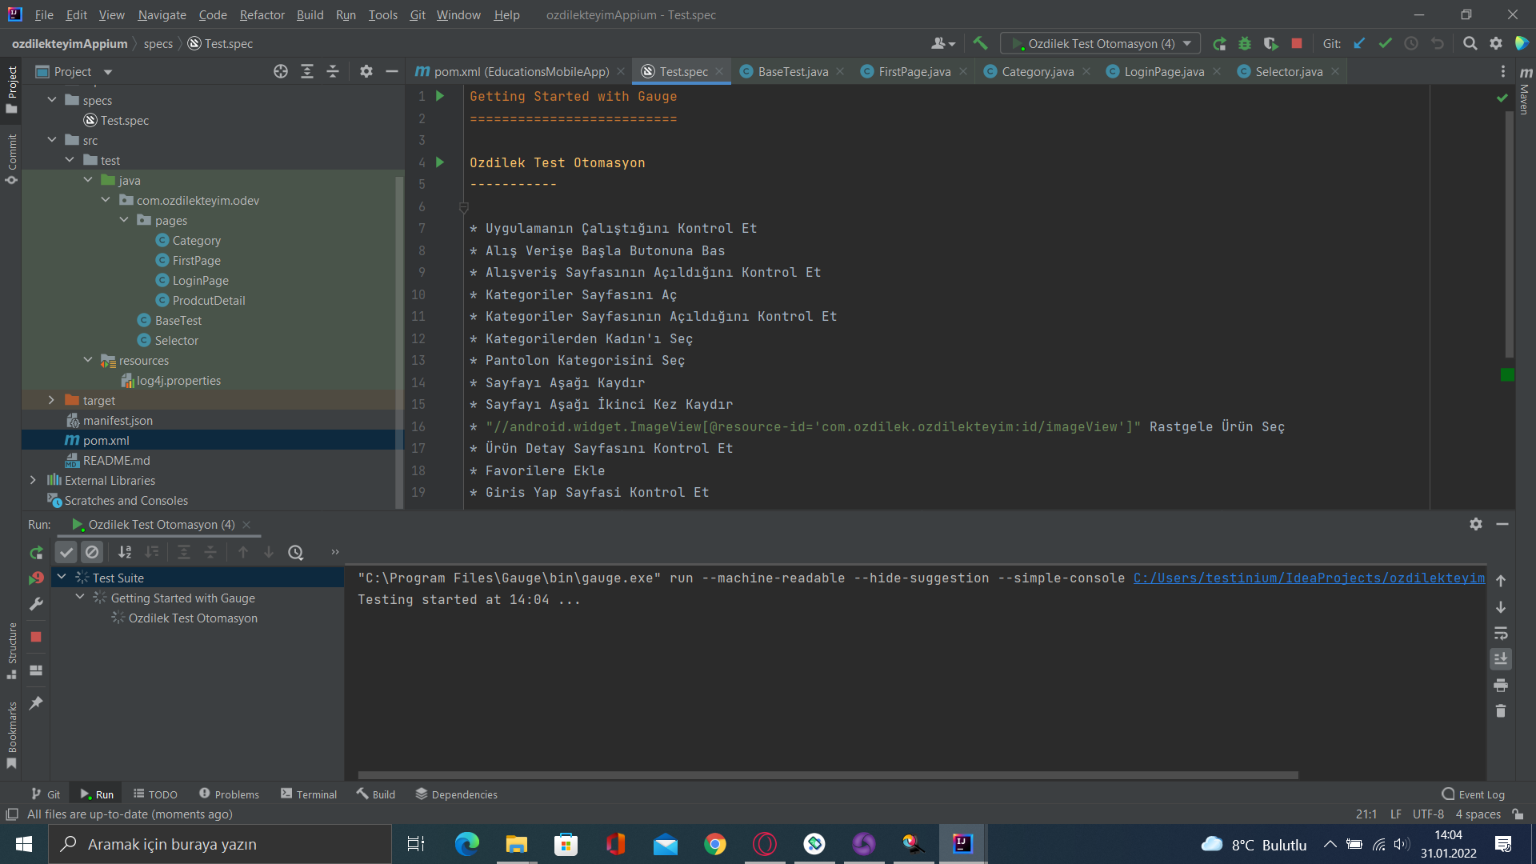 File Edit View Navigate Code Refactor Build Run Tools Git Window Help ozdilekteyimAppium - Test.spec
ozdilekteyimAppium specs Test.spec Ozdilek Test Otomasyon (4) Git:
Project
pom.xml (EducationsMobileApp) Test.spec BaseTest.java FirstPage.java Category.java LoginPage.java Selector.java
Project
Commit
Structure
Bookmarks
Maven
specs
Test.spec
src
test
java
com.ozdilekteyim.odev
pages
Category
FirstPage
LoginPage
ProdcutDetail
BaseTest
Selector
resources
log4j.properties
target
manifest.json
pom.xml
README.md
External Libraries
Scratches and Consoles
1 Getting Started with Gauge
2 ==========================
3
4 Ozdilek Test Otomasyon
5 -----------
6
7 * Uygulamanın Çalıştığını Kontrol Et
8 * Alış Verişe Başla Butonuna Bas
9 * Alışveriş Sayfasının Açıldığını Kontrol Et
10 * Kategoriler Sayfasını Aç
11 * Kategoriler Sayfasının Açıldığını Kontrol Et
12 * Kategorilerden Kadın'ı Seç
13 * Pantolon Kategorisini Seç
14 * Sayfayı Aşağı Kaydır
15 * Sayfayı Aşağı İkinci Kez Kaydır
16 * "//android.widget.ImageView[@resource-id='com.ozdilek.ozdilekteyim:id/imageView']" Rastgele Ürün Seç
17 * Ürün Detay Sayfasını Kontrol Et
18 * Favorilere Ekle
19 * Giris Yap Sayfasi Kontrol Et
Run: Ozdilek Test Otomasyon (4)
Test Suite
Getting Started with Gauge
Ozdilek Test Otomasyon
"C:\Program Files\Gauge\bin\gauge.exe" run --machine-readable --hide-suggestion --simple-console C:/Users/testinium/IdeaProjects/ozdilekteyim
Testing started at 14:04 ...
Git Run TODO Problems Terminal Build Dependencies Event Log
All files are up-to-date (moments ago) 21:1 LF UTF-8 4 spaces
Aramak için buraya yazın 8°C Bulutlu 14:04
31.01.2022